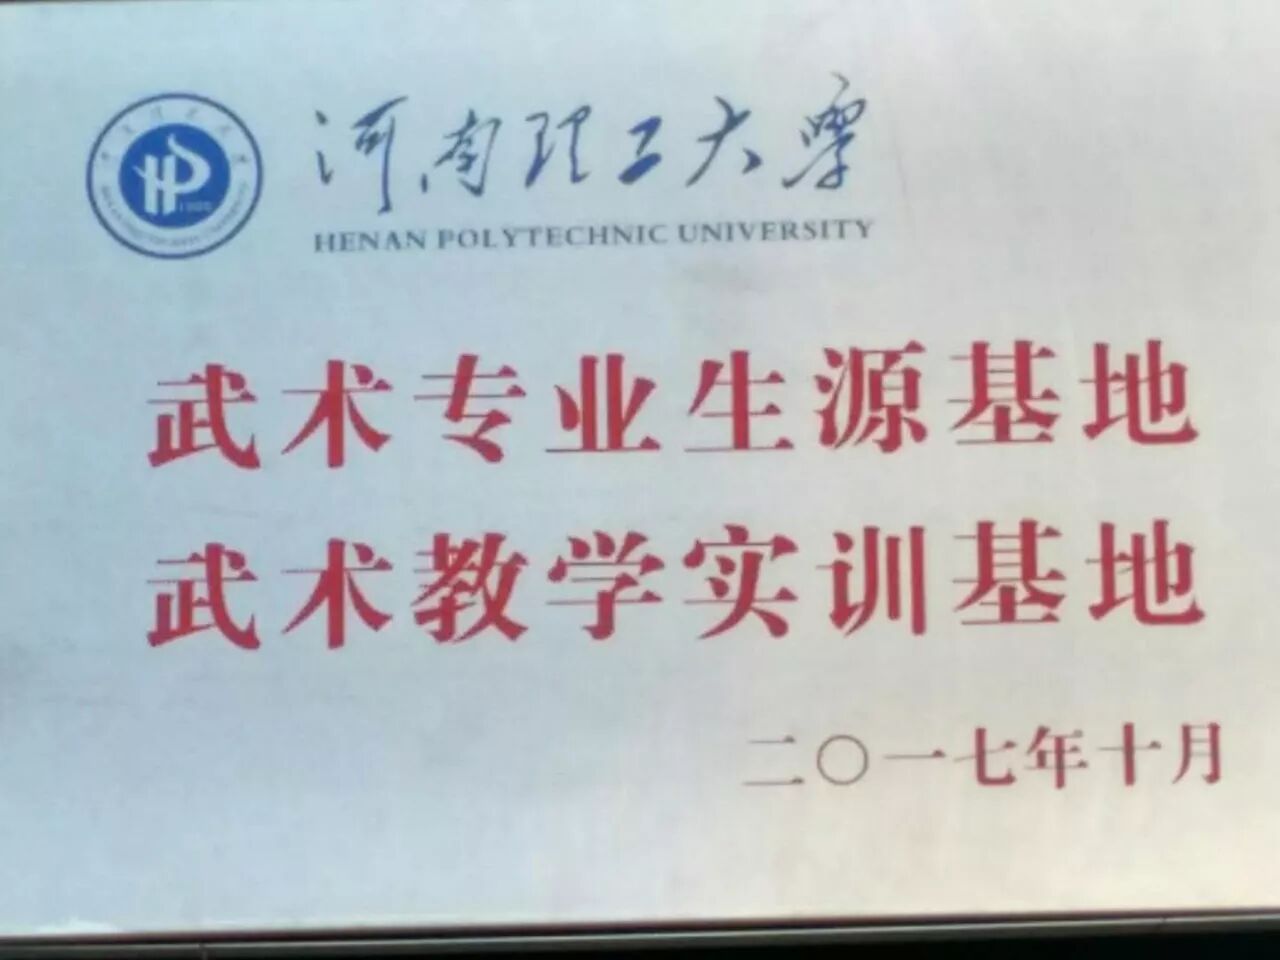 河南理工大學
HENAN POLYTECHNIC UNIVERSITY
武术专业生源基地
武术教学实训基地
二〇一七年十月